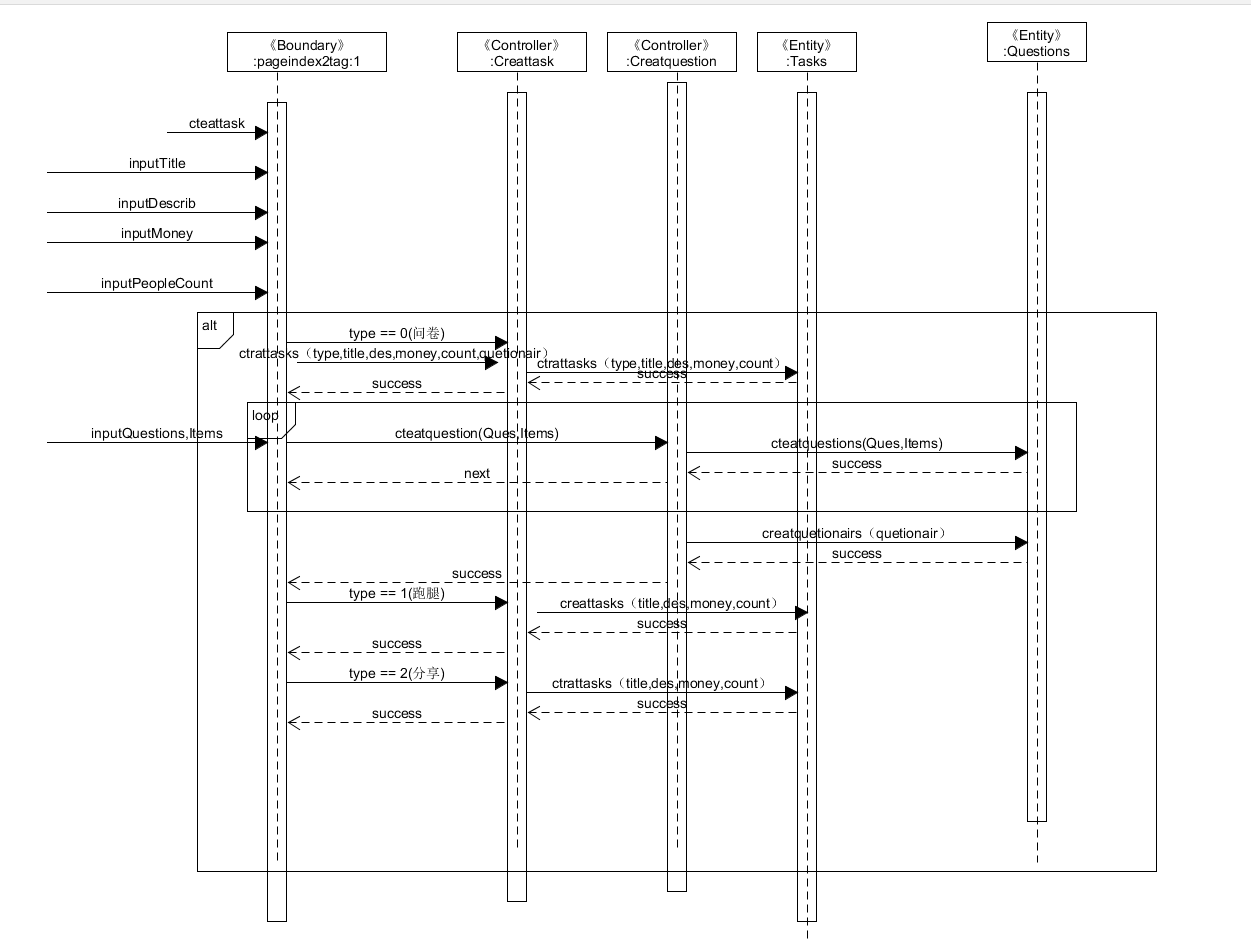 《Boundary》
:pageindex2tag:1
《Controller》
:Creattask
《Controller》
:Creatquestion
《Entity》
:Tasks
《Entity》
:Questions
cteattask
inputTitle
inputDescrib
inputMoney
inputPeopleCount
alt
type == 0(问卷)
ctrattasks（type,title,des,money,count,quetionair）
ctrattasks（type,title,des,money,count）
success
success
loop
inputQuestions,Items
cteatquestion(Ques,Items)
cteatquestions(Ques,Items)
success
next
creatquetionairs（quetionair）
success
success
type == 1(跑腿)
creattasks（title,des,money,count）
success
success
type == 2(分享)
ctrattasks（title,des,money,count）
success
success